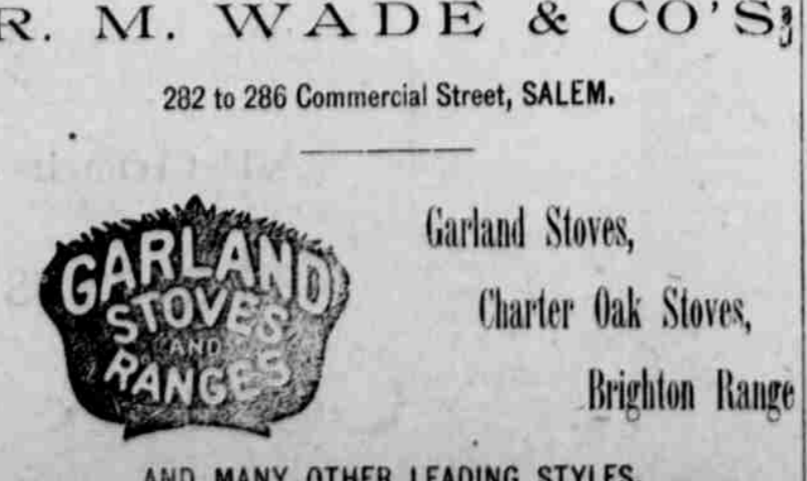 R. M. WADE & CO'S,
282 to 286 Commercial Street, SALEM.
GARLAND
STOVES
AND
RANGES
Garland Stoves,
Charter Oak Stoves,
Brighton Range
AND MANY OTHER LEADING STYLES.